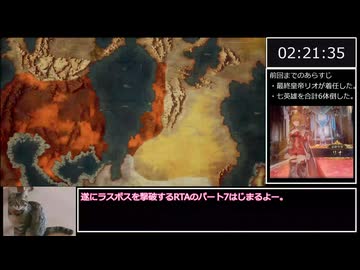 02:21:35
前回までのあらすじ
・最終皇帝リオが着任した。
・七英雄を合計6体倒した。
リオ
遂にラスボスを撃破するRTAのパート7はじまるよー。